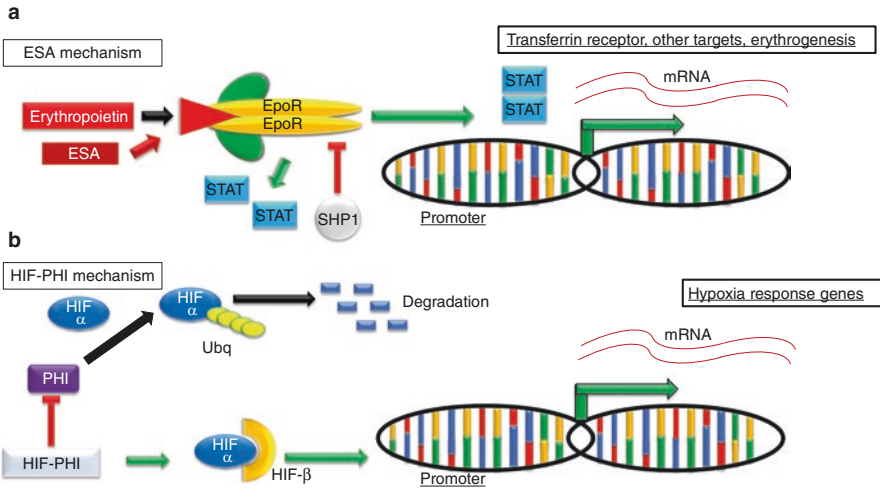 a
ESA mechanism
Transferrin receptor, other targets, erythrogenesis
Erythropoietin
ESA
EpoR
EpoR
STAT
STAT
SHP1
STAT
STAT
mRNA
Promoter
b
HIF-PHI mechanism
HIF
α
HIF
α
Ubq
Degradation
Hypoxia response genes
mRNA
PHI
HIF-PHI
HIF
α
HIF-β
Promoter